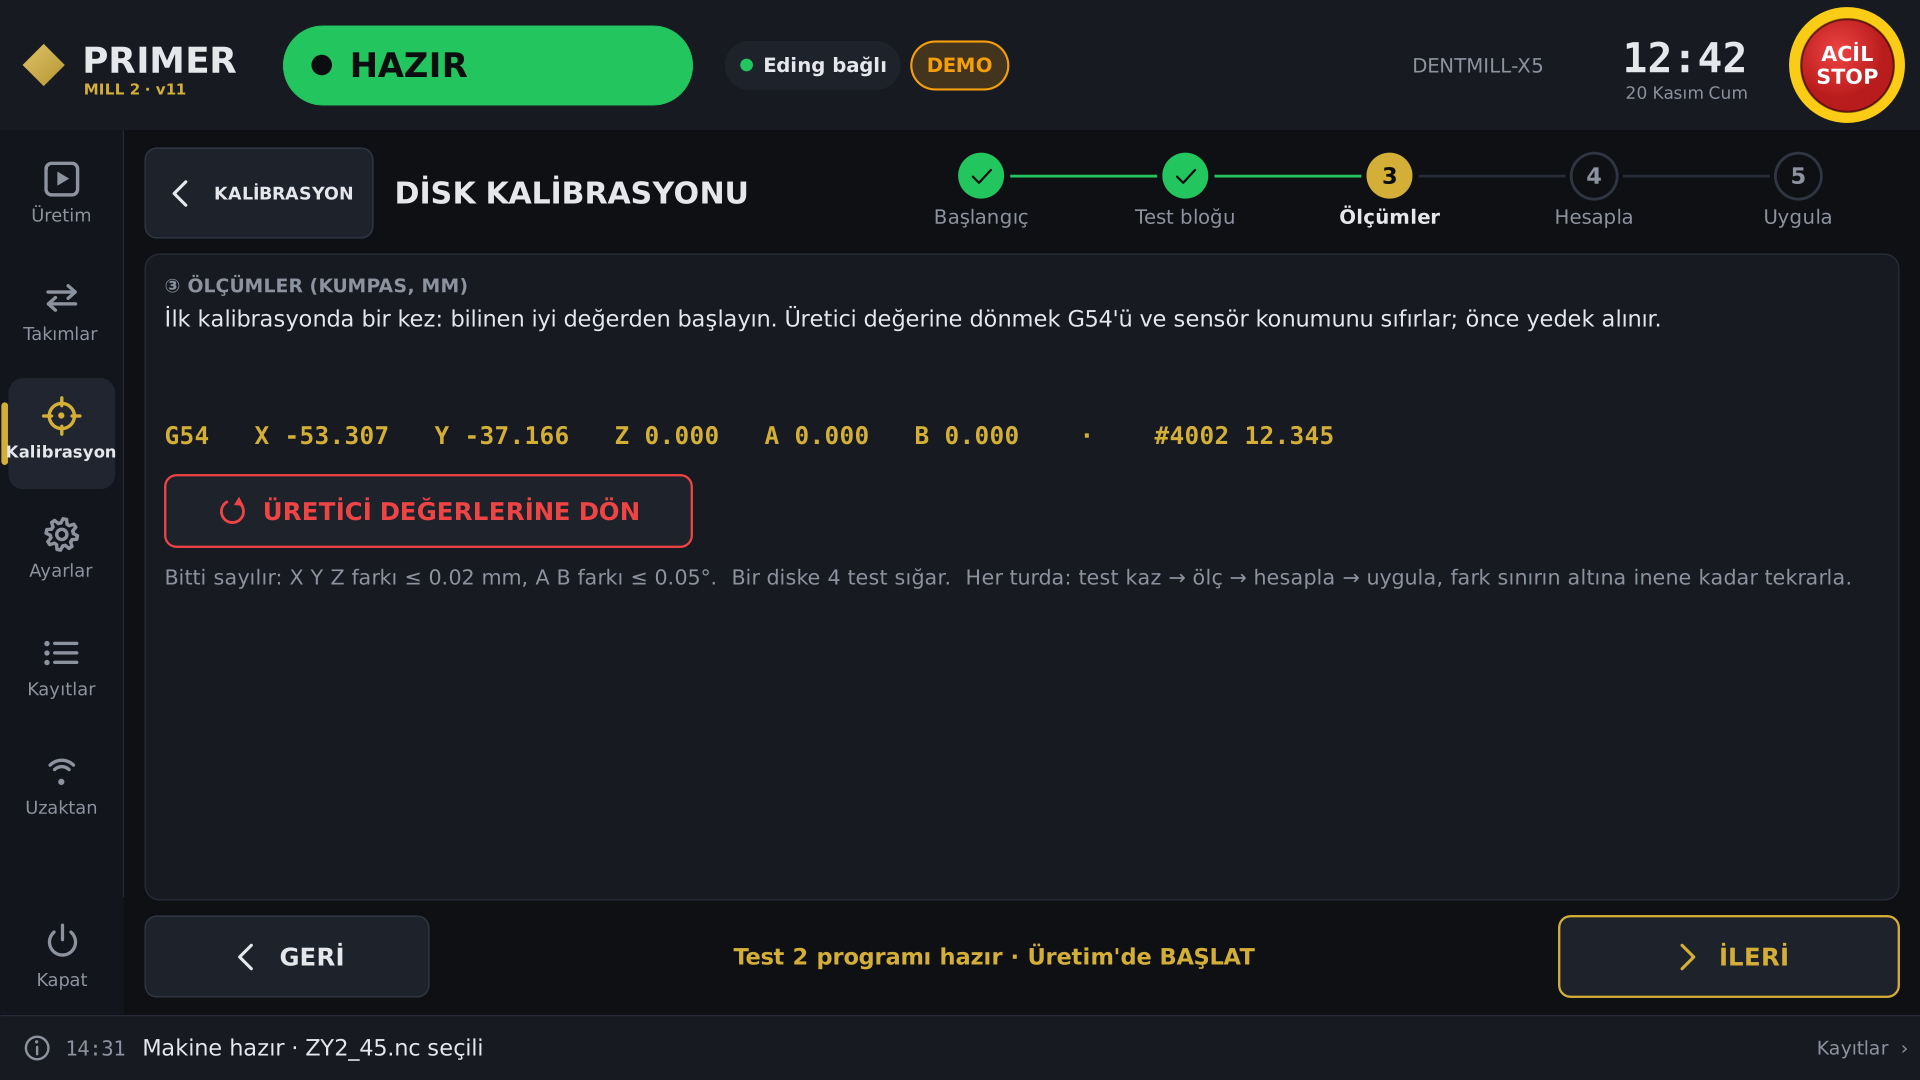 PRIMER
MILL 2 · v11
HAZIR
Eding bağlı
DEMO
DENTMILL-X5
12:42
20 Kasım Cum
ACİL
STOP
Üretim
Takımlar
Kalibrasyon
Ayarlar
Kayıtlar
Uzaktan
Kapat
KALİBRASYON
DİSK KALİBRASYONU
3
4
5
Başlangıç
Test bloğu
Ölçümler
Hesapla
Uygula
③ ÖLÇÜMLER (KUMPAS, MM)
İlk kalibrasyonda bir kez: bilinen iyi değerden başlayın. Üretici değerine dönmek G54'ü ve sensör konumunu sıfırlar; önce yedek alınır.
G54 X -53.307 Y -37.166 Z 0.000 A 0.000 B 0.000 · #4002 12.345
ÜRETİCİ DEĞERLERİNE DÖN
Bitti sayılır: X Y Z farkı ≤ 0.02 mm, A B farkı ≤ 0.05°. Bir diske 4 test sığar. Her turda: test kaz → ölç → hesapla → uygula, fark sınırın altına inene kadar tekrarla.
GERİ
Test 2 programı hazır · Üretim'de BAŞLAT
İLERİ
14:31 Makine hazır · ZY2_45.nc seçili
Kayıtlar ›